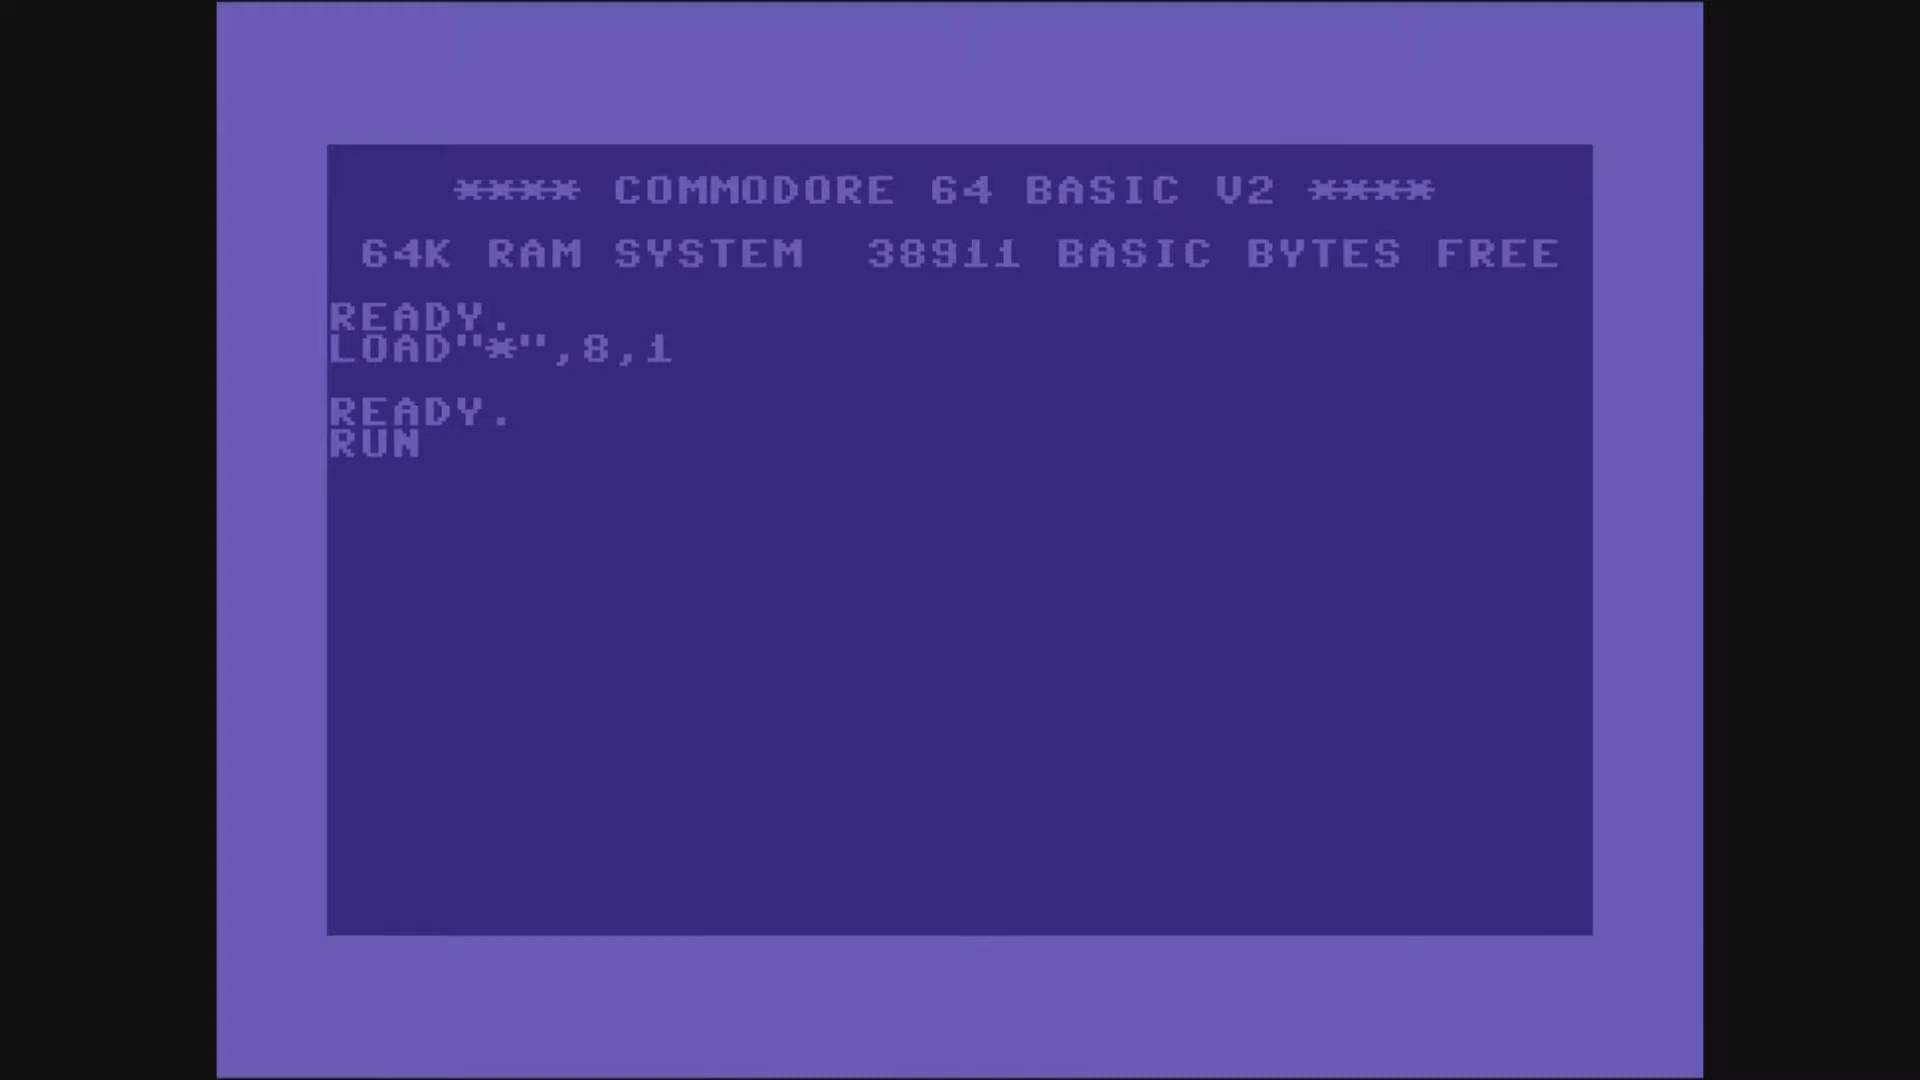 **** COMMODORE 64 BASIC V2 ****
64K RAM SYSTEM  38911 BASIC BYTES FREE
READY.
LOAD"*",8,1
READY.
RUN